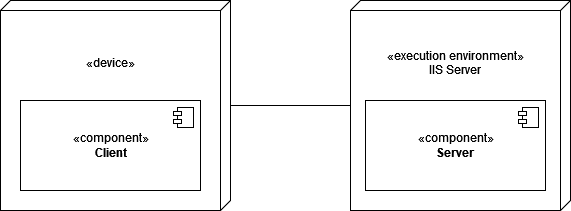 «device»
«component»
Client
«execution environment»
IIS Server
«component»
Server